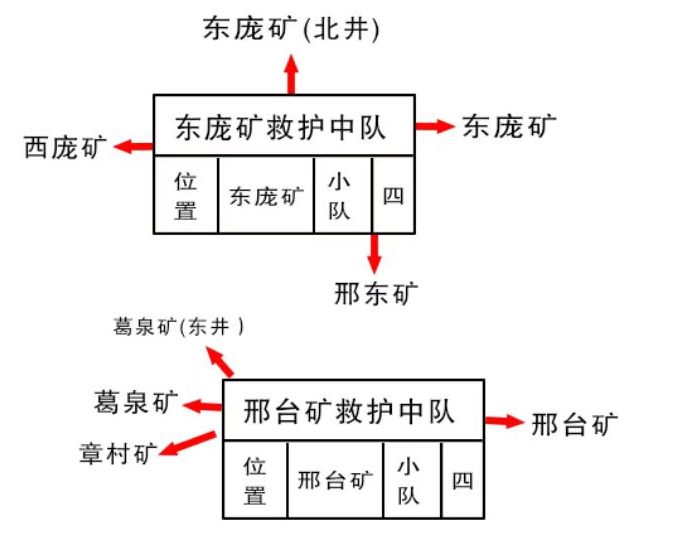 东庞矿(北井)
东庞矿救护中队
东庞矿
西庞矿
位置
东庞矿
小队
四
邢东矿
葛泉矿(东井)
邢台矿救护中队
葛泉矿
邢台矿
章村矿
位置
邢台矿
小队
四